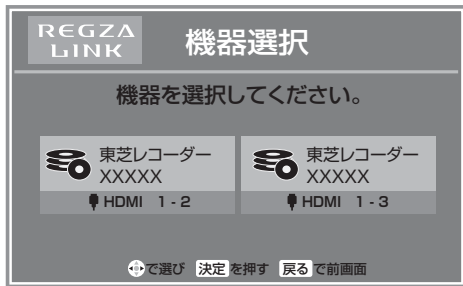 REGZA
LINK
機器選択
機器を選択してください。
東芝レコーダー
XXXXX
HDMI 1 - 2
東芝レコーダー
XXXXX
HDMI 1 - 3
で選び 決定 を押す 戻る で前画面